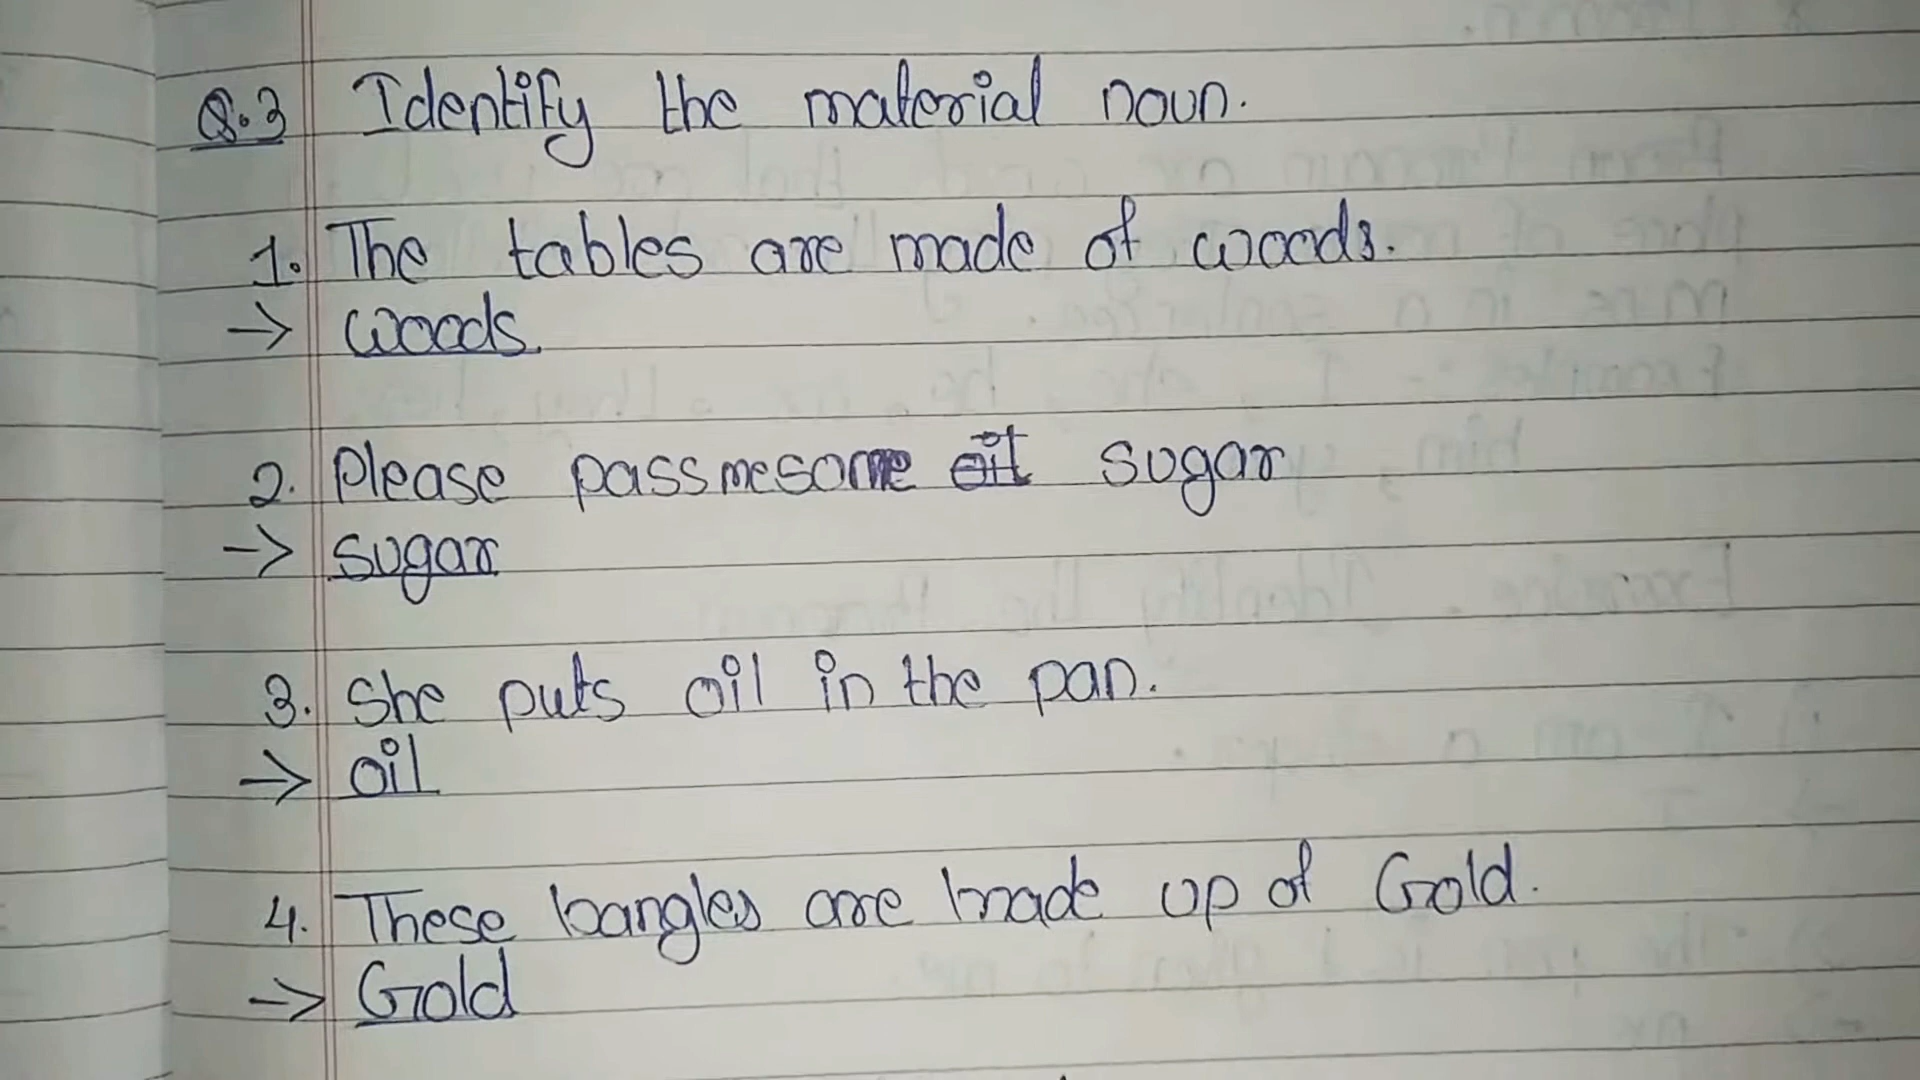 Q.3 Identify the material noun.
1. The tables are made of woods.
→ woods.
2. Please pass me some sugar
→ sugar
3. She puts oil in the pan.
→ oil
4. These bangles are made up of Gold.
→ Gold